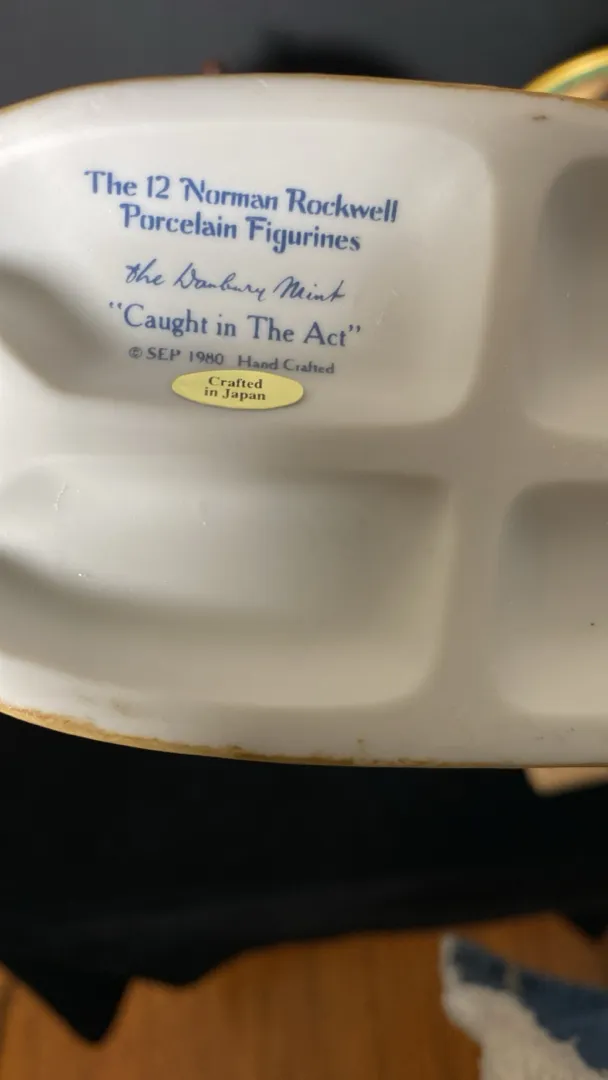 The 12 Norman Rockwell
Porcelain Figurines
the Danbury Mint
"Caught in The Act"
© SEP 1980 Hand Crafted
Crafted
in Japan